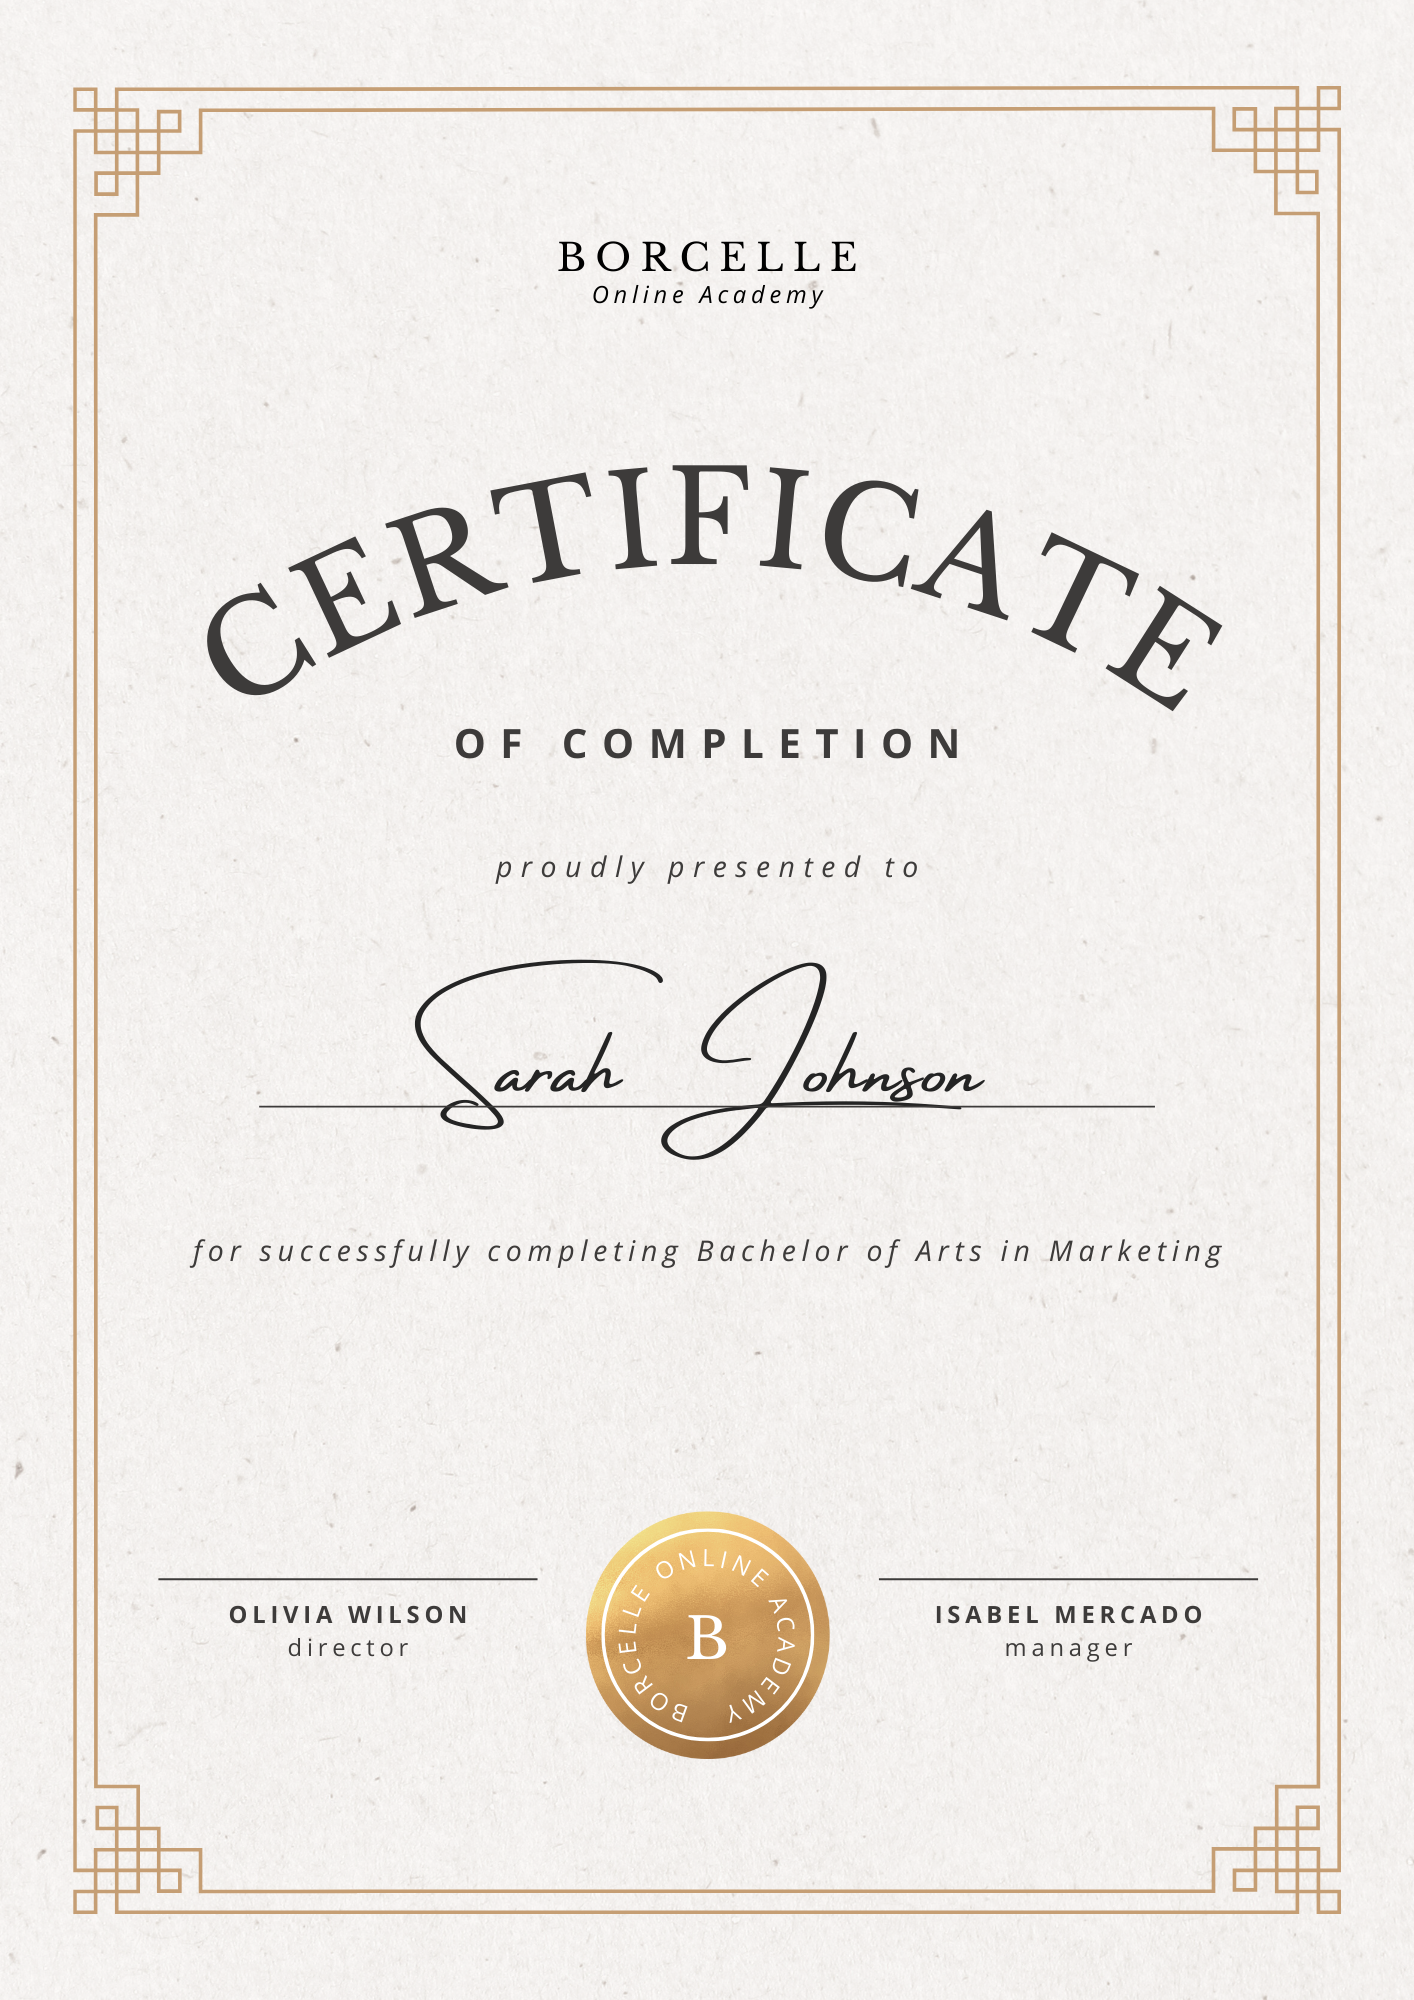 BORCELLE
Online Academy
CERTIFICATE
OF COMPLETION
proudly presented to
Sarah Johnson
for successfully completing Bachelor of Arts in Marketing
OLIVIA WILSON
director
BORCELLE ONLINE ACADEMY
B
ISABEL MERCADO
manager